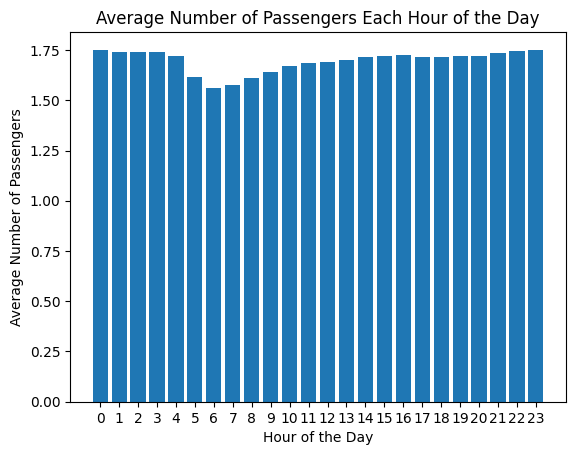 Average Number of Passengers Each Hour of the Day
Average Number of Passengers
1.75
1.50
1.25
1.00
0.75
0.50
0.25
0.00
0 1 2 3 4 5 6 7 8 9 10 11 12 13 14 15 16 17 18 19 20 21 22 23
Hour of the Day